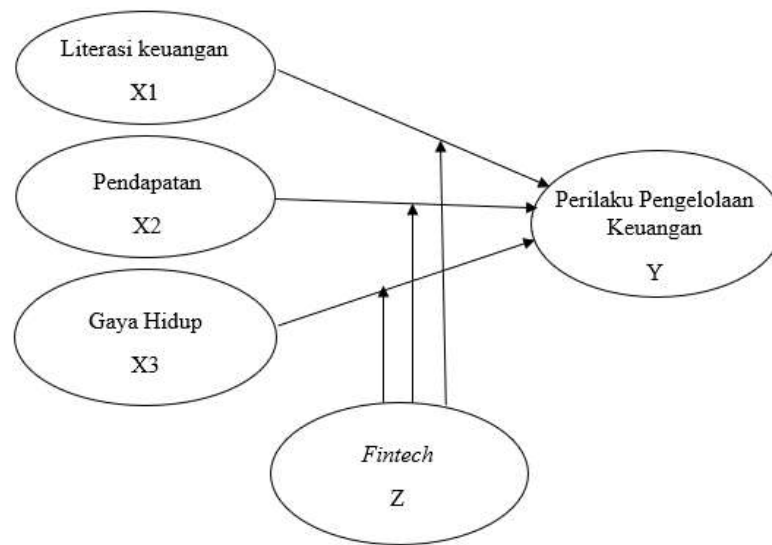 Literasi keuangan
X1
Pendapatan
X2
Gaya Hidup
X3
Perilaku Pengelolaan
Keuangan
Y
Fintech
Z